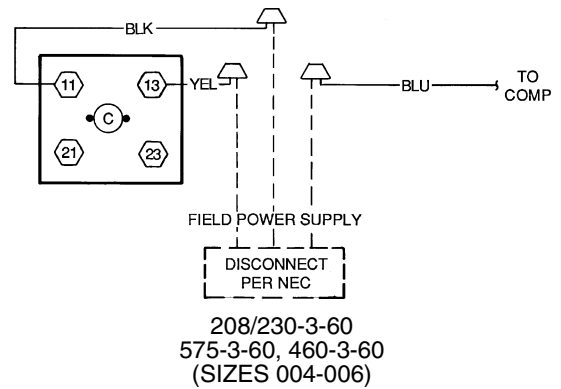 BLK
11
13
YEL
BLU
TO
COMP
C
21
23
FIELD POWER SUPPLY
DISCONNECT
PER NEC
208/230-3-60
575-3-60, 460-3-60
(SIZES 004-006)